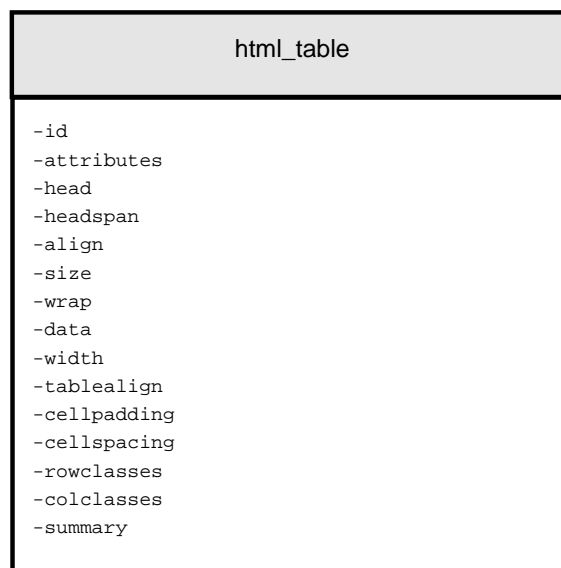 html_table
-id
-attributes
-head
-headspan
-align
-size
-wrap
-data
-width
-tablealign
-cellpadding
-cellspacing
-rowclasses
-colclasses
-summary